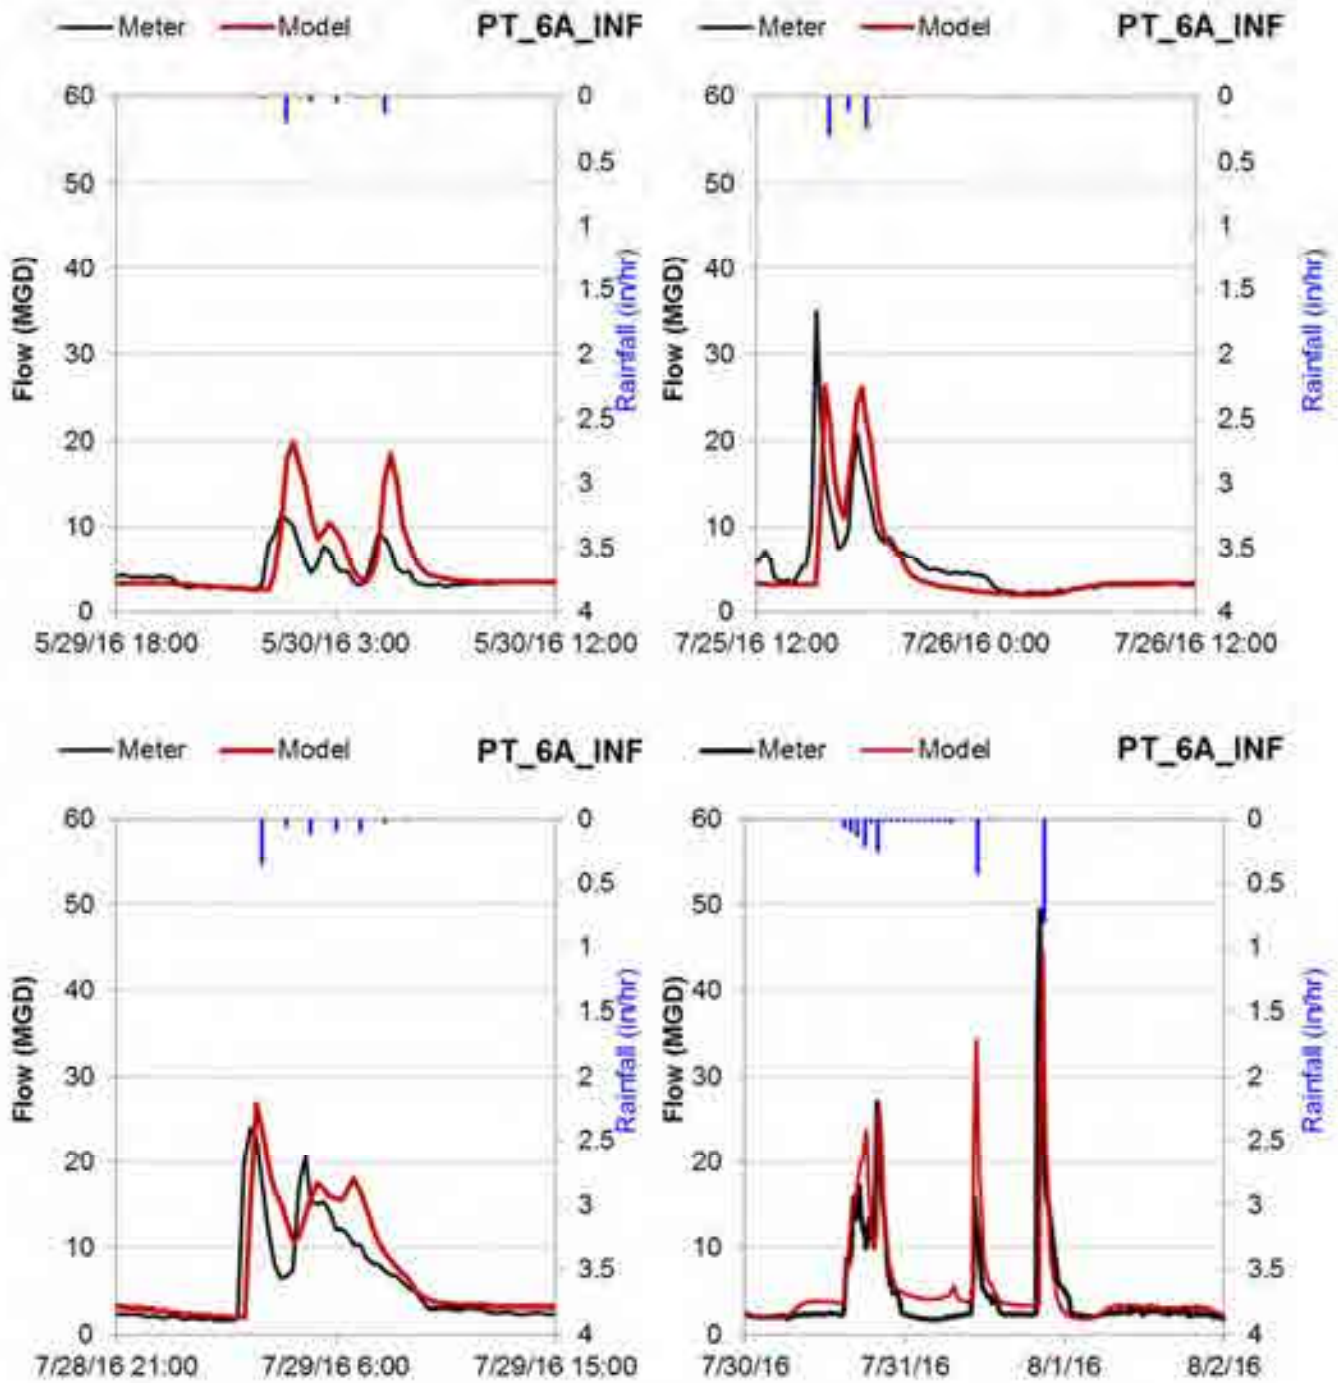 Meter Model PT_6A_INF
60 0
50 0.5
1
40 1.5
30 2
20 2.5
3
10 3.5
0 4
Flow (MGD)
Rainfall (in/hr)
5/29/16 18:00 5/30/16 3:00 5/30/16 12:00
Meter Model PT_6A_INF
60 0
50 0.5
1
40 1.5
30 2
20 2.5
3
10 3.5
0 4
Flow (MGD)
Rainfall (in/hr)
7/25/16 12:00 7/26/16 0:00 7/26/16 12:00
Meter Model PT_6A_INF
60 0
50 0.5
1
40 1.5
30 2
20 2.5
3
10 3.5
0 4
Flow (MGD)
Rainfall (in/hr)
7/28/16 21:00 7/29/16 6:00 7/29/16 15:00
Meter Model PT_6A_INF
60 0
50 0.5
1
40 1.5
30 2
20 2.5
3
10 3.5
0 4
Flow (MGD)
Rainfall (in/hr)
7/30/16 7/31/16 8/1/16 8/2/16